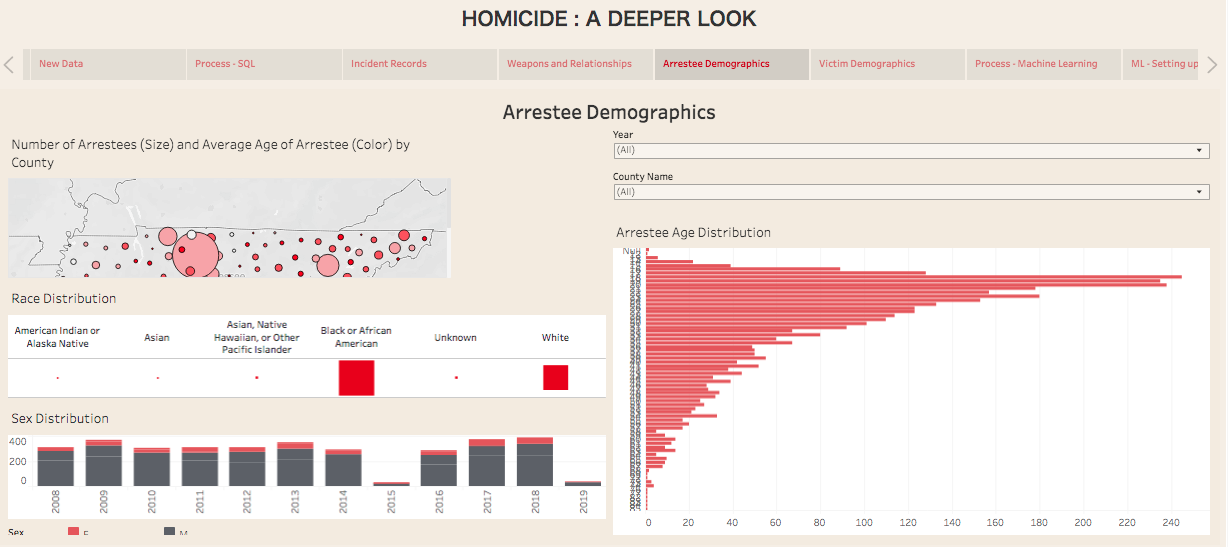 HOMICIDE : A DEEPER LOOK
New Data
Process - SQL
Incident Records
Weapons and Relationships
Arrestee Demographics
Victim Demographics
Process - Machine Learning
ML - Setting up
Arrestee Demographics
Number of Arrestees (Size) and Average Age of Arrestee (Color) by
County
Year
(All)
County Name
(All)
Race Distribution
American Indian or
Alaska Native
Asian
Asian, Native
Hawaiian, or Other
Pacific Islander
Black or African
American
Unknown
White
Sex Distribution
400
200
0
2008
2009
2010
2011
2012
2013
2014
2015
2016
2017
2018
2019
Sex
F
M
Arrestee Age Distribution
0
20
40
60
80
100
120
140
160
180
200
220
240